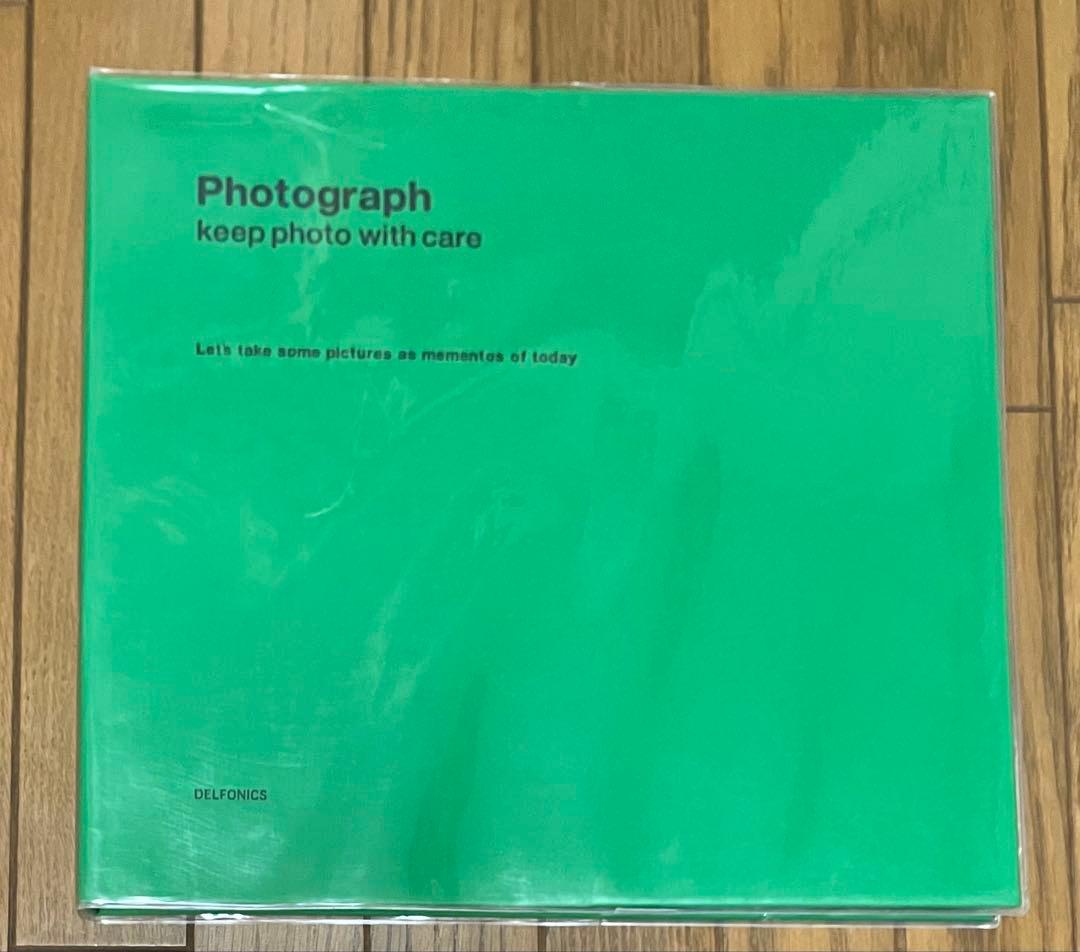 Photograph
keep photo with care
Let's take some pictures as mementos of today
DELFONICS